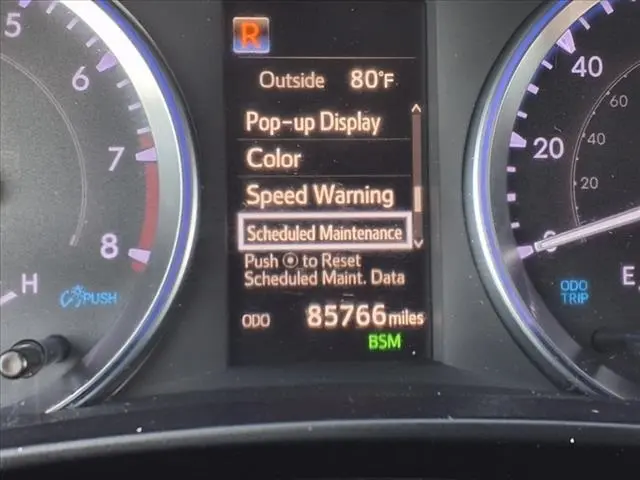 R
Outside 80°F
Pop-up Display
Color
Speed Warning
Scheduled Maintenance
Push to Reset
Scheduled Maint. Data
ODO 85766 miles
BSM
5
6
7
8
H
PUSH
40
20
0
60
40
20
E
ODO
TRIP